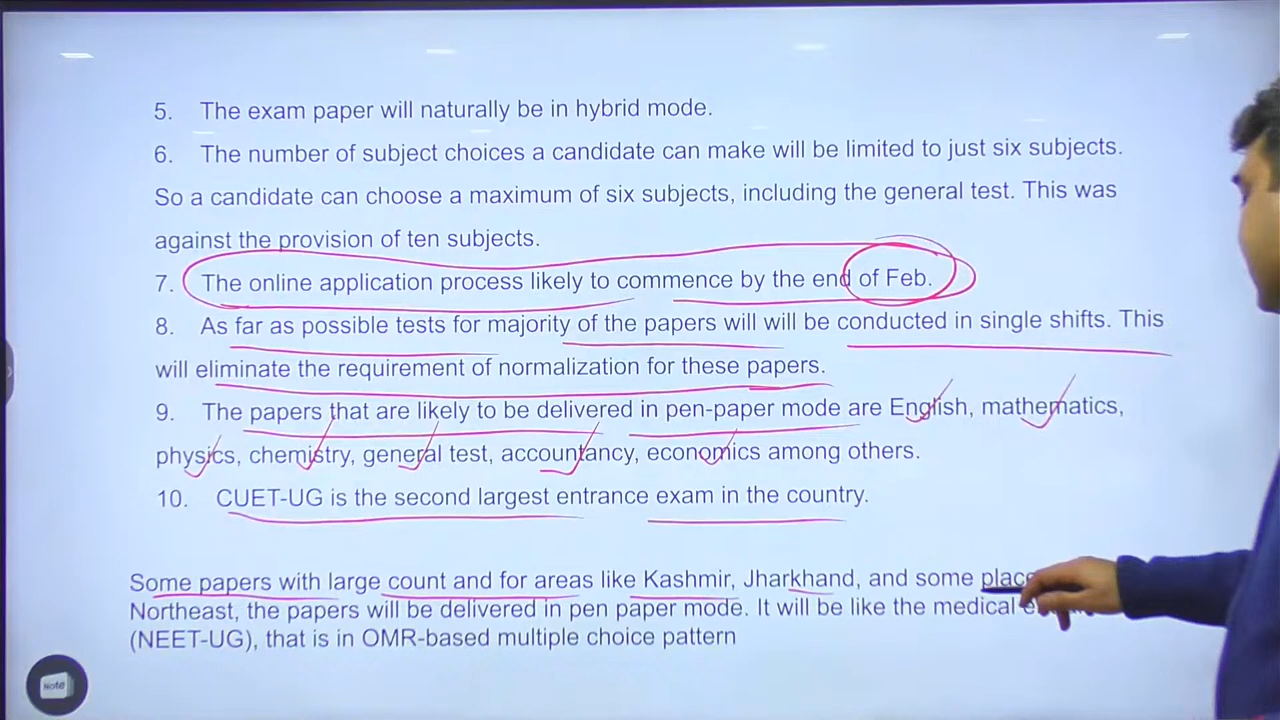 5. The exam paper will naturally be in hybrid mode.
6. The number of subject choices a candidate can make will be limited to just six subjects.
So a candidate can choose a maximum of six subjects, including the general test. This was
against the provision of ten subjects.
7. The online application process likely to commence by the end of Feb.
8. As far as possible tests for majority of the papers will will be conducted in single shifts. This
will eliminate the requirement of normalization for these papers.
9. The papers that are likely to be delivered in pen-paper mode are English, mathematics,
physics, chemistry, general test, accountancy, economics among others.
10. CUET-UG is the second largest entrance exam in the country.
Some papers with large count and for areas like Kashmir, Jharkhand, and some
Northeast, the papers will be delivered in pen paper mode. It will be like the medical
(NEET-UG), that is in OMR-based multiple choice pattern
Note